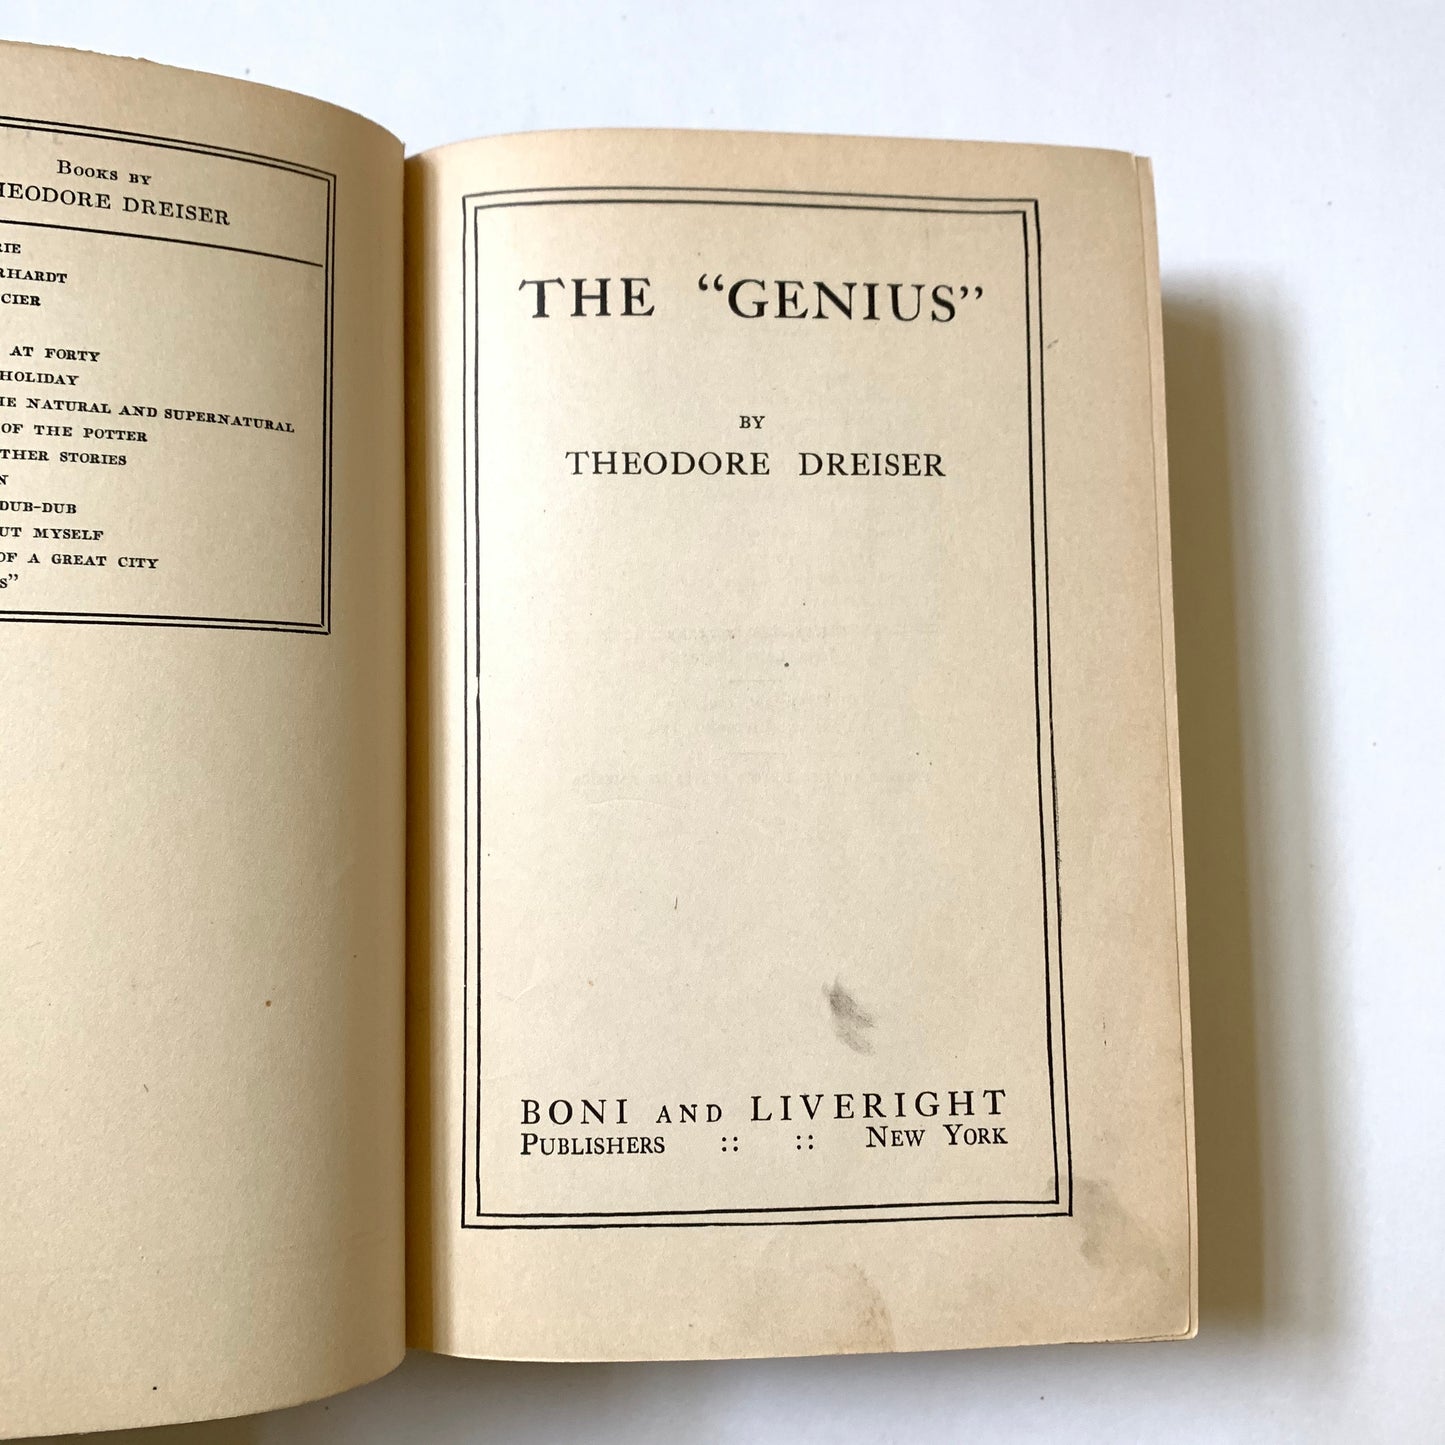 Books by
HEODORE DREISER
RIE
RHARDT
CIER
AT FORTY
HOLIDAY
HE NATURAL AND SUPERNATURAL
OF THE POTTER
THER STORIES
N
DUB-DUB
UT MYSELF
OF A GREAT CITY
S”
THE “GENIUS”
BY
THEODORE DREISER
BONI AND LIVERIGHT
Publishers :: :: New York